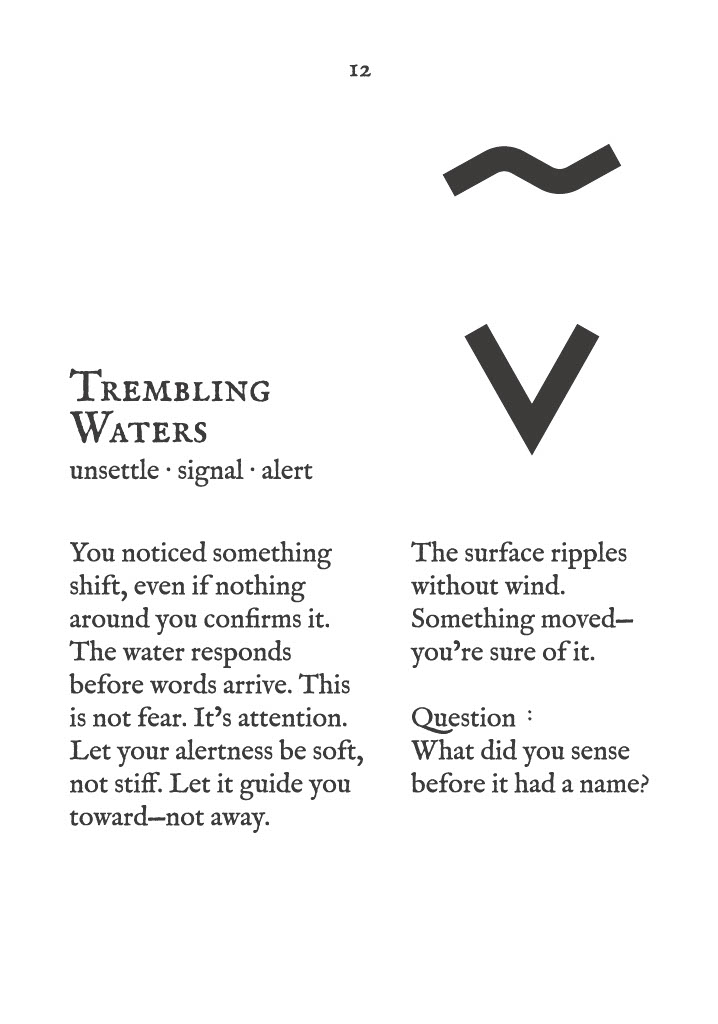 12
Trembling
Waters
unsettle · signal · alert
You noticed something
shift, even if nothing
around you confirms it.
The water responds
before words arrive. This
is not fear. It’s attention.
Let your alertness be soft,
not stiff. Let it guide you
toward—not away.
The surface ripples
without wind.
Something moved—
you’re sure of it.
Question :
What did you sense
before it had a name?